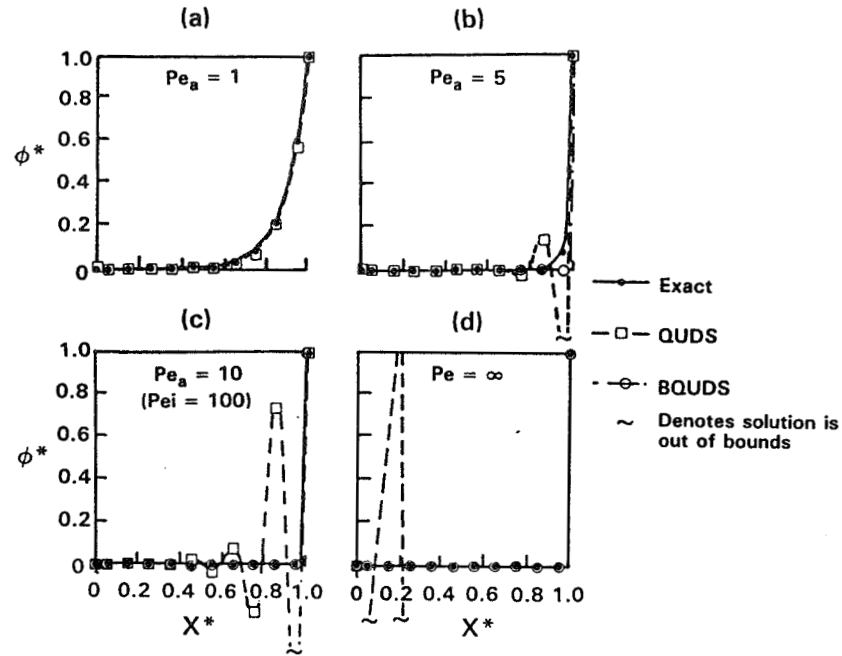 (a)
(b)
1.0
0.8
0.6
0.4
0.2
0
ϕ*
Pea = 1
Pea = 5
Exact
QUDS
BQUDS
~ Denotes solution is
out of bounds
(c)
(d)
1.0
0.8
0.6
0.4
0.2
0
ϕ*
Pea = 10
(Pei = 100)
Pe = ∞
~
~
~
~
0 0.2 0.4 0.6 0.8 1.0
0 0.2 0.4 0.6 0.8 1.0
X*
X*